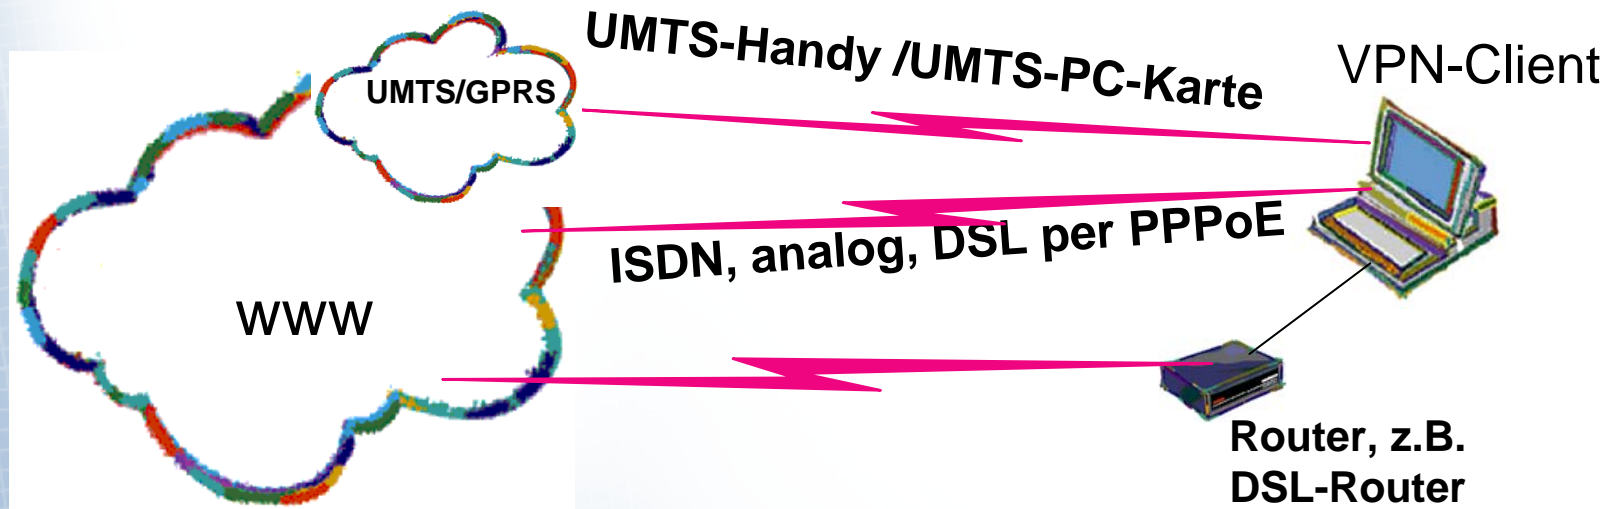 UMTS-Handy /UMTS-PC-Karte
VPN-Client
UMTS/GPRS
ISDN, analog, DSL per PPPoE
WWW
Router, z.B.
DSL-Router